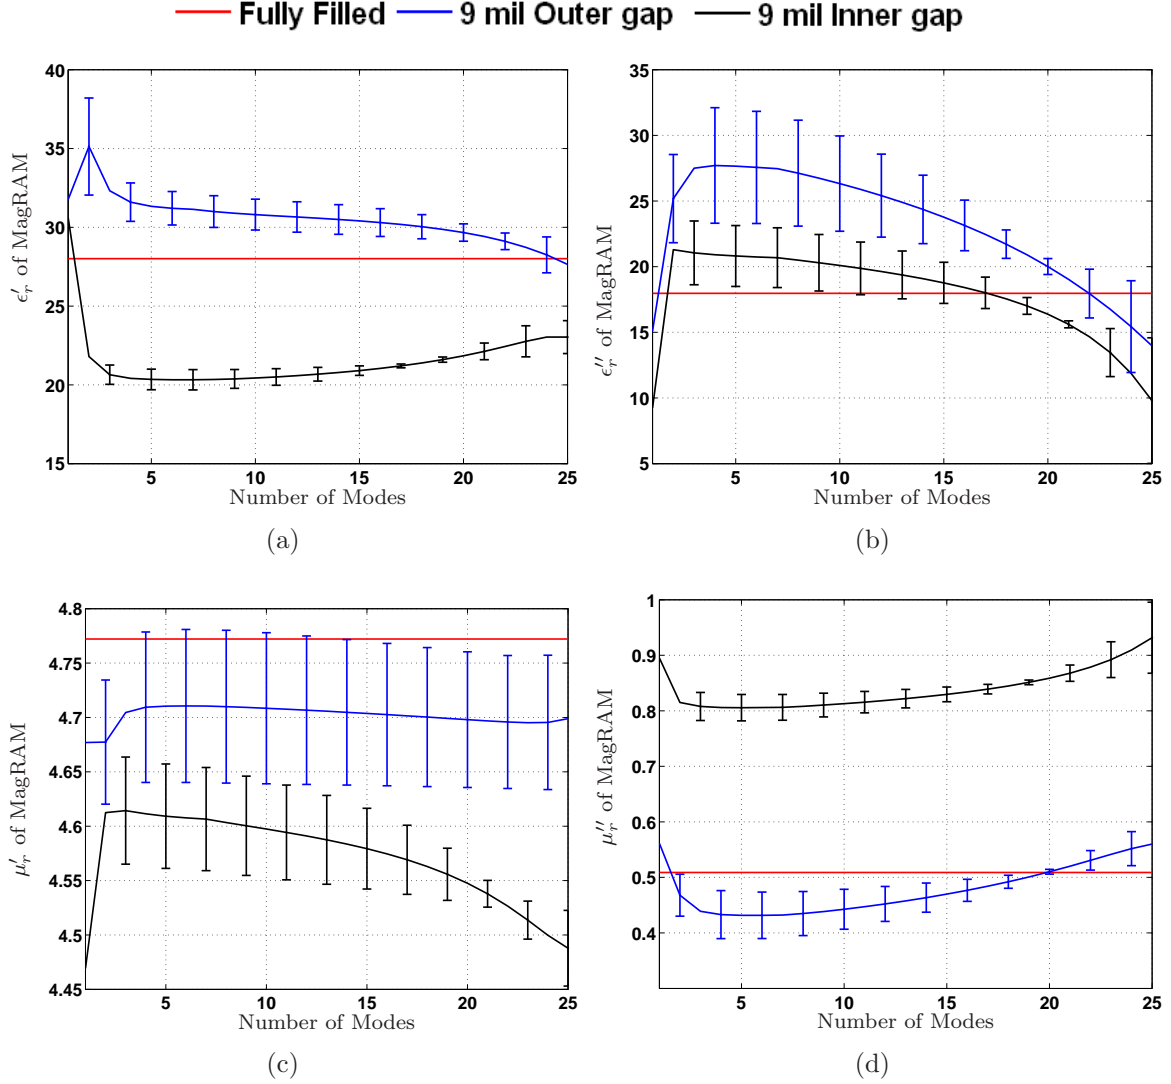 Fully Filled 9 mil Outer gap 9 mil Inner gap
40
35
30
25
20
15
5 10 15 20 25
ϵ′r of MagRAM
Number of Modes
(a)
35
30
25
20
15
10
5
5 10 15 20 25
ϵ″r of MagRAM
Number of Modes
(b)
4.8
4.75
4.7
4.65
4.6
4.55
4.5
4.45
5 10 15 20 25
μ′r of MagRAM
Number of Modes
(c)
1
0.9
0.8
0.7
0.6
0.5
0.4
5 10 15 20 25
μ″r of MagRAM
Number of Modes
(d)